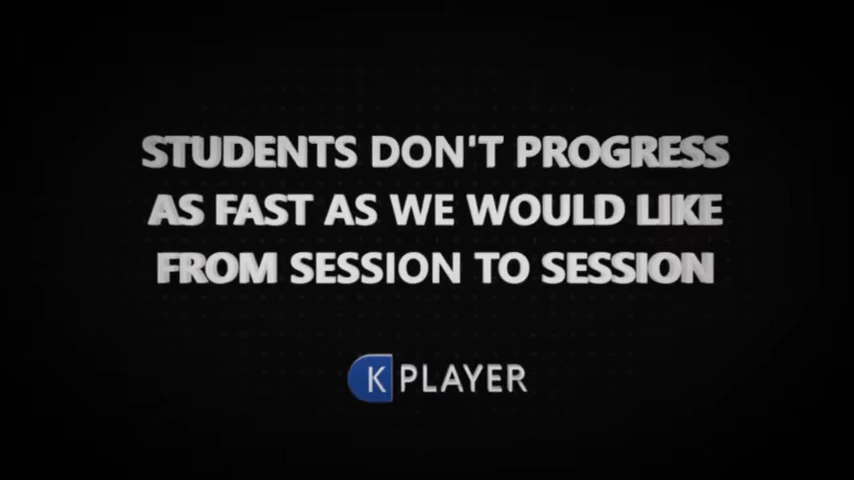 STUDENTS DON'T PROGRESS
AS FAST AS WE WOULD LIKE
FROM SESSION TO SESSION
K PLAYER